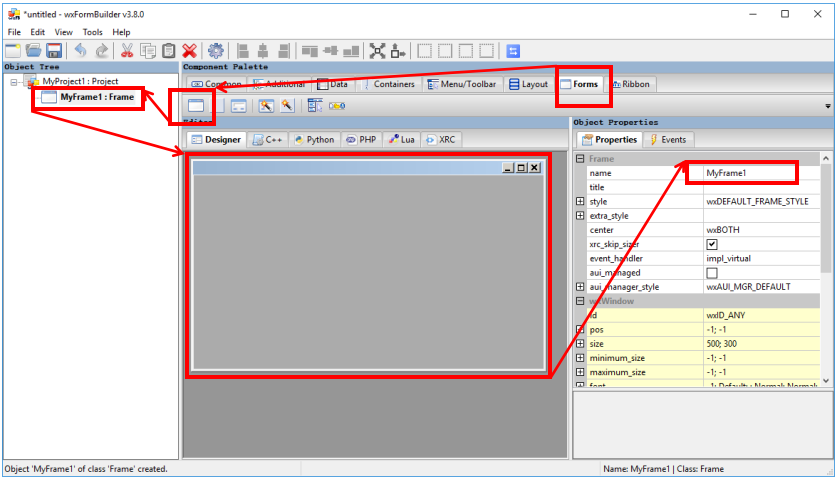 *untitled - wxFormBuilder v3.8.0
File Edit View Tools Help
Object Tree
MyProject1 : Project
MyFrame1 : Frame
Component Palette
Common Additional Data Containers Menu/Toolbar Layout Forms Ribbon
Editor
Designer C++ Python PHP Lua XRC
Object Properties
Properties Events
Frame
name MyFrame1
title
style wxDEFAULT_FRAME_STYLE
extra_style
center wxBOTH
xrc_skip_sizer
event_handler impl_virtual
aui_managed
aui_manager_style wxAUI_MGR_DEFAULT
wxWindow
id wxID_ANY
pos -1; -1
size 500; 300
minimum_size -1; -1
maximum_size -1; -1
font -1; Default; ; Normal; Normal;
Object 'MyFrame1' of class 'Frame' created.
Name: MyFrame1 | Class: Frame